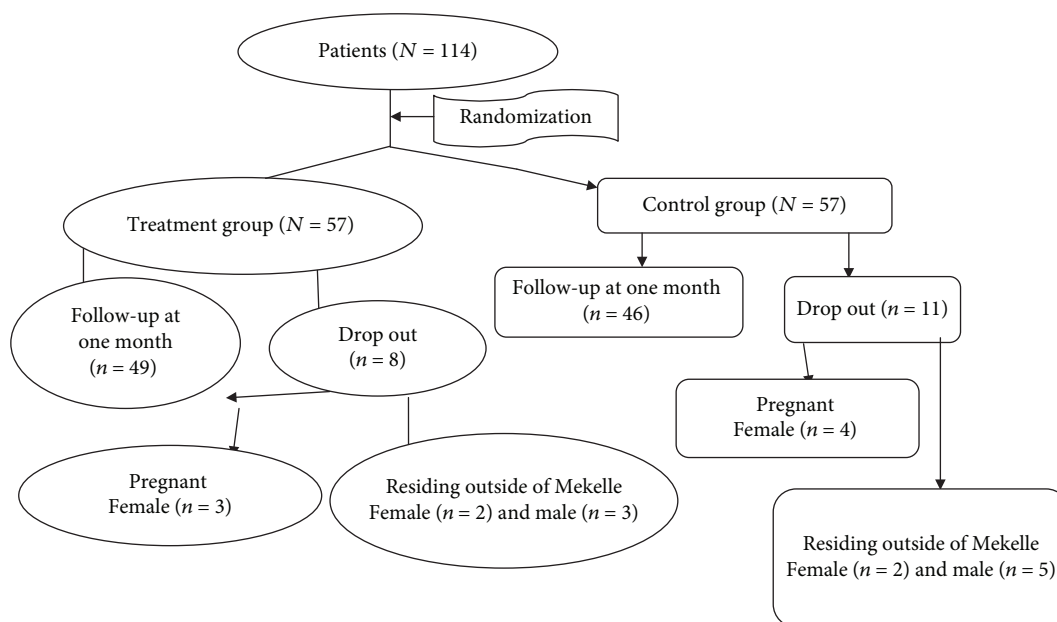 Patients (N = 114)
Randomization
Treatment group (N = 57)
Control group (N = 57)
Follow-up at
one month
(n = 49)
Drop out
(n = 8)
Follow-up at one month
(n = 46)
Drop out (n = 11)
Pregnant
Female (n = 3)
Residing outside of Mekelle
Female (n = 2) and male (n = 3)
Pregnant
Female (n = 4)
Residing outside of Mekelle
Female (n = 2) and male (n = 5)